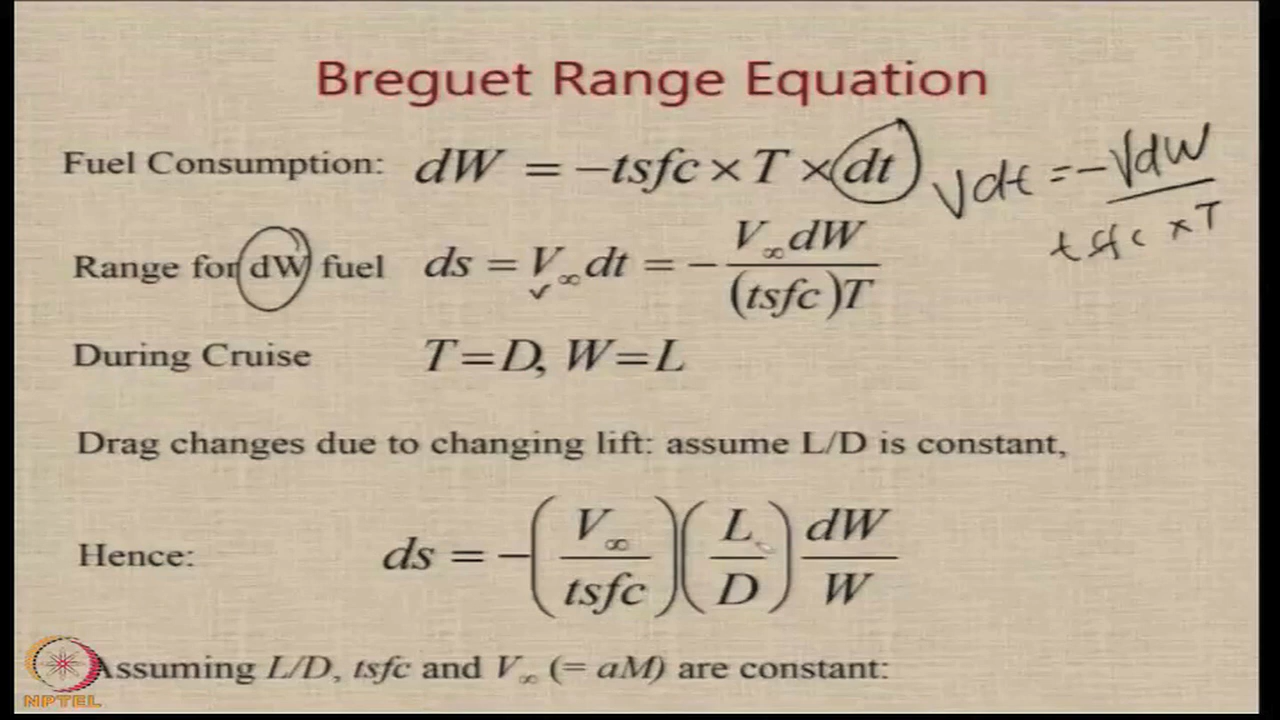 Breguet Range Equation
Fuel Consumption: dW = −tsfc × T × dt
Vdt = −VdW / tsfc × T
Range for dW fuel ds = V∞dt = − V∞dW / (tsfc)T
During Cruise T=D, W=L
Drag changes due to changing lift: assume L/D is constant,
Hence: ds = −(V∞ / tsfc)(L / D) dW / W
Assuming L/D, tsfc and V∞ (= aM) are constant:
NPTEL